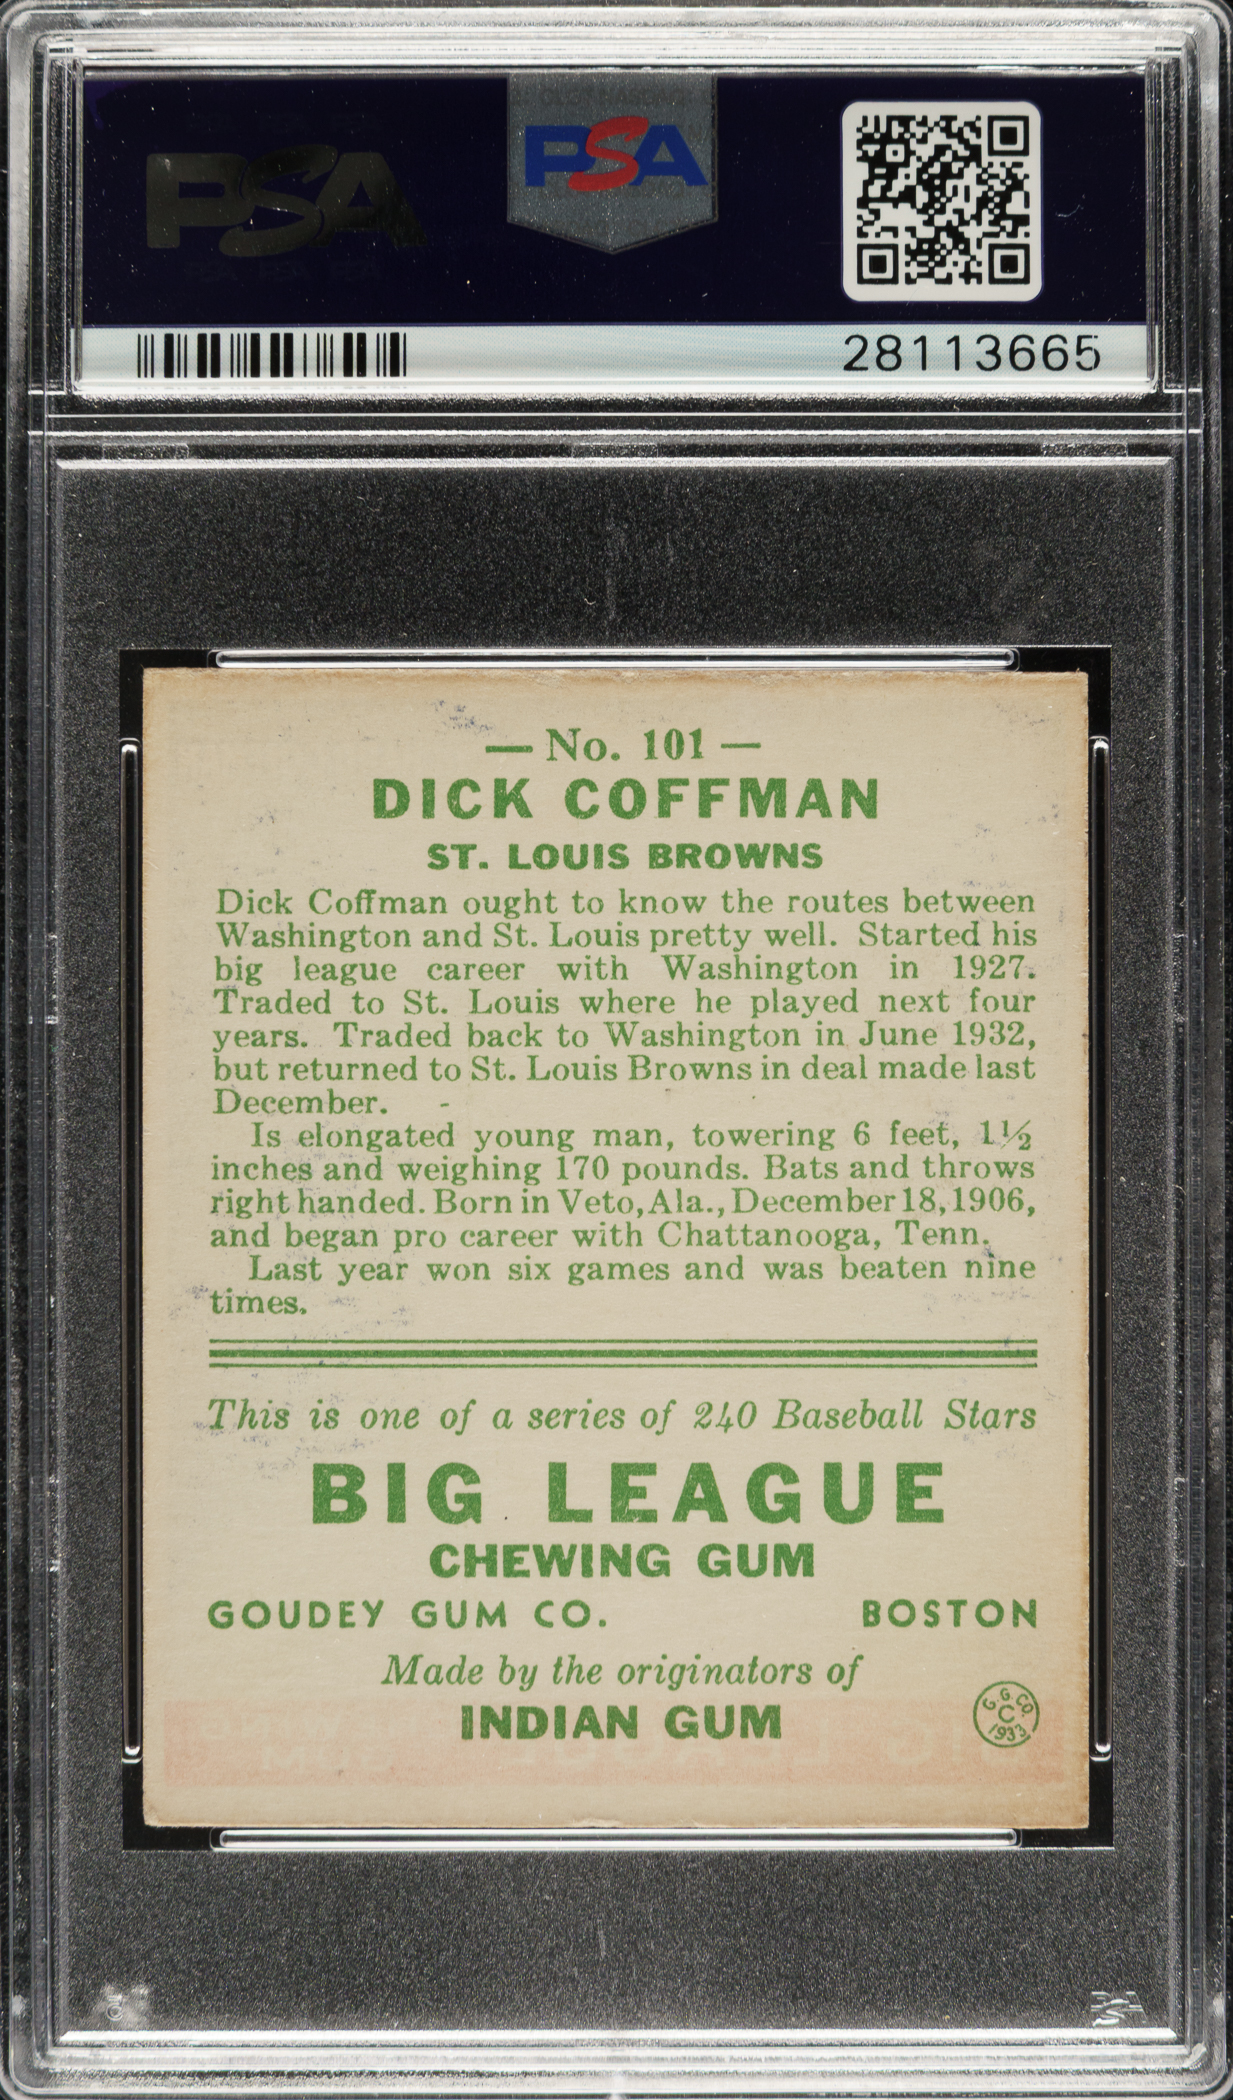 PSA
PSA
28113665
— No. 101 —
DICK COFFMAN
ST. LOUIS BROWNS
Dick Coffman ought to know the routes between
Washington and St. Louis pretty well. Started his
big league career with Washington in 1927.
Traded to St. Louis where he played next four
years. Traded back to Washington in June 1932,
but returned to St. Louis Browns in deal made last
December.
Is elongated young man, towering 6 feet, 1½
inches and weighing 170 pounds. Bats and throws
right handed. Born in Veto, Ala., December 18, 1906,
and began pro career with Chattanooga, Tenn.
Last year won six games and was beaten nine
times.
This is one of a series of 240 Baseball Stars
BIG LEAGUE
CHEWING GUM
GOUDEY GUM CO. BOSTON
Made by the originators of
INDIAN GUM
G. G. CO.
C
1933
PSA